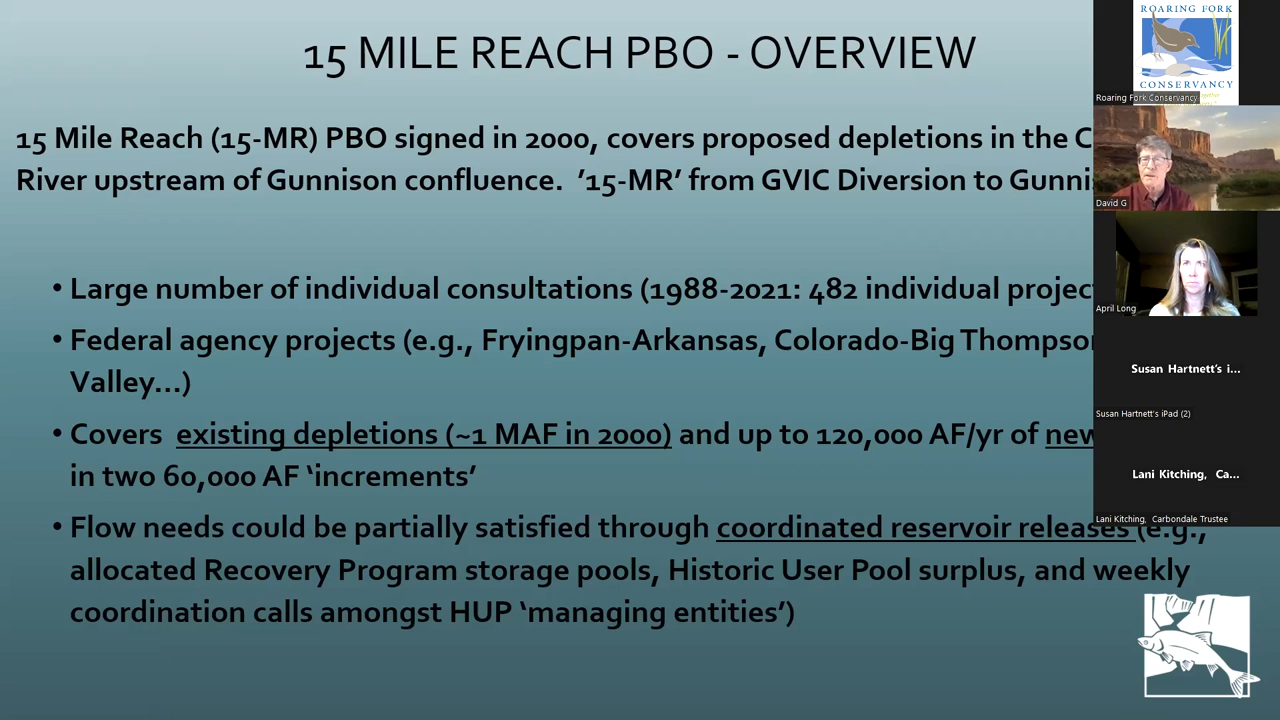 15 MILE REACH PBO - OVERVIEW
15 Mile Reach (15-MR) PBO signed in 2000, covers proposed depletions in the
River upstream of Gunnison confluence. ’15-MR’ from GVIC Diversion to
• Large number of individual consultations (1988-2021: 482 individual
• Federal agency projects (e.g., Fryingpan-Arkansas, Colorado-Big
Valley…)
• Covers existing depletions (~1 MAF in 2000) and up to 120,000 AF/yr of new
in two 60,000 AF ‘increments’
• Flow needs could be partially satisfied through coordinated reservoir releases (e.g.,
allocated Recovery Program storage pools, Historic User Pool surplus, and weekly
coordination calls amongst HUP ‘managing entities’)
ROARING FORK
CONSERVANCY
Roaring Fork Conservancy
David G
April Long
Susan Hartnett's i...
Susan Hartnett's iPad (2)
Lani Kitching, Ca...
Lani Kitching, Carbondale Trustee